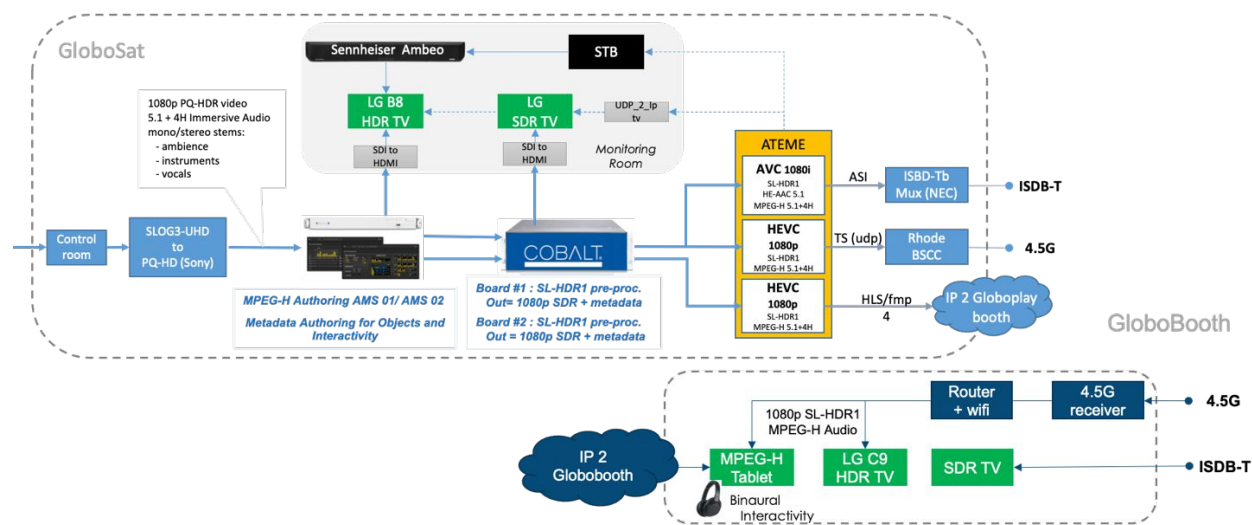 GloboSat
Sennheiser Ambeo
STB
1080p PQ-HDR video
5.1 + 4H Immersive Audio
mono/stereo stems:
- ambience
- instruments
- vocals
LG B8
HDR TV
LG
SDR TV
UDP_2_Ip
tv
SDI to
HDMI
SDI to
HDMI
Monitoring
Room
ATEME
AVC 1080i
SL-HDR1
HE-AAC 5.1
MPEG-H 5.1+4H
ASI
ISBD-Tb
Mux (NEC)
ISDB-T
Control
room
SLOG3-UHD
to
PQ-HD (Sony)
COBALT
HEVC
1080p
SL-HDR1
MPEG-H 5.1+4H
TS (udp)
Rhode
BSCC
4.5G
MPEG-H Authoring AMS 01/ AMS 02
Metadata Authoring for Objects and
Interactivity
Board #1 : SL-HDR1 pre-proc.
Out= 1080p SDR + metadata
Board #2 : SL-HDR1 pre-proc.
Out = 1080p SDR + metadata
HEVC
1080p
SL-HDR1
MPEG-H 5.1+4H
HLS/fmp
4
IP 2 Globoplay
booth
GloboBooth
1080p SL-HDR1
MPEG-H Audio
Router
+ wifi
4.5G
receiver
4.5G
IP 2
Globobooth
MPEG-H
Tablet
LG C9
HDR TV
SDR TV
ISDB-T
Binaural
Interactivity